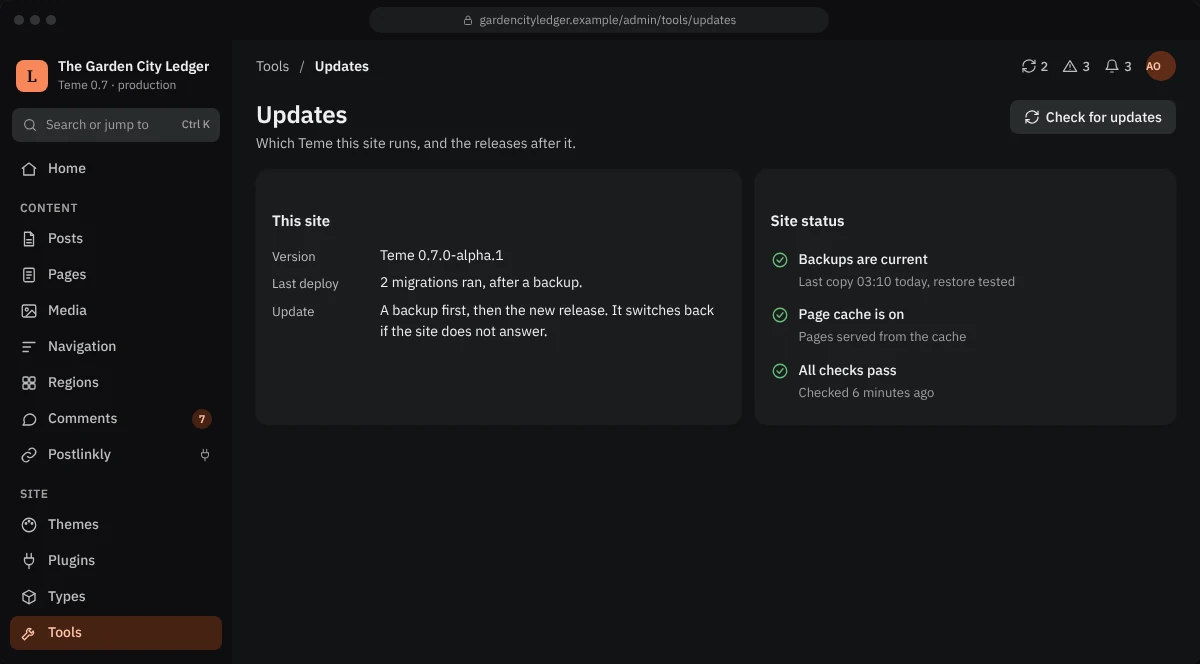 gardencityledger.example/admin/tools/updates
L
The Garden City Ledger
Teme 0.7 · production
Search or jump to Ctrl K
Home
CONTENT
Posts
Pages
Media
Navigation
Regions
Comments 7
Postlinkly
SITE
Themes
Plugins
Types
Tools
Tools / Updates
2 3 3 AO
Updates
Which Teme this site runs, and the releases after it.
Check for updates
This site
Version Teme 0.7.0-alpha.1
Last deploy 2 migrations ran, after a backup.
Update A backup first, then the new release. It switches back
if the site does not answer.
Site status
Backups are current
Last copy 03:10 today, restore tested
Page cache is on
Pages served from the cache
All checks pass
Checked 6 minutes ago